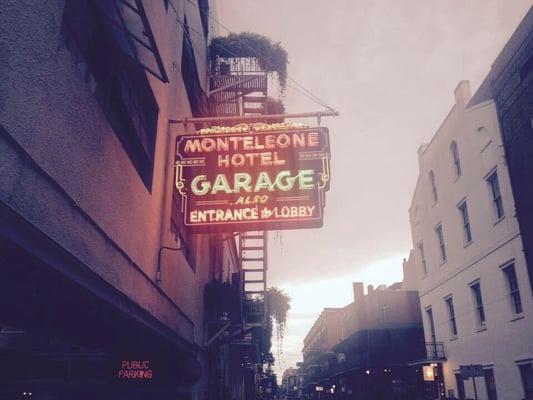 MONTELEONE
HOTEL
GARAGE
ALSO
ENTRANCE to LOBBY
PUBLIC
PARKING